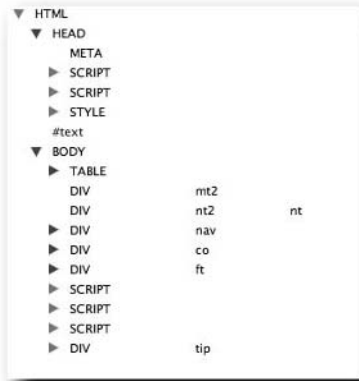 HTML
HEAD
META
SCRIPT
SCRIPT
STYLE
#text
BODY
TABLE
DIV mt2
DIV nt2 nt
DIV nav
DIV co
DIV ft
SCRIPT
SCRIPT
SCRIPT
DIV tip